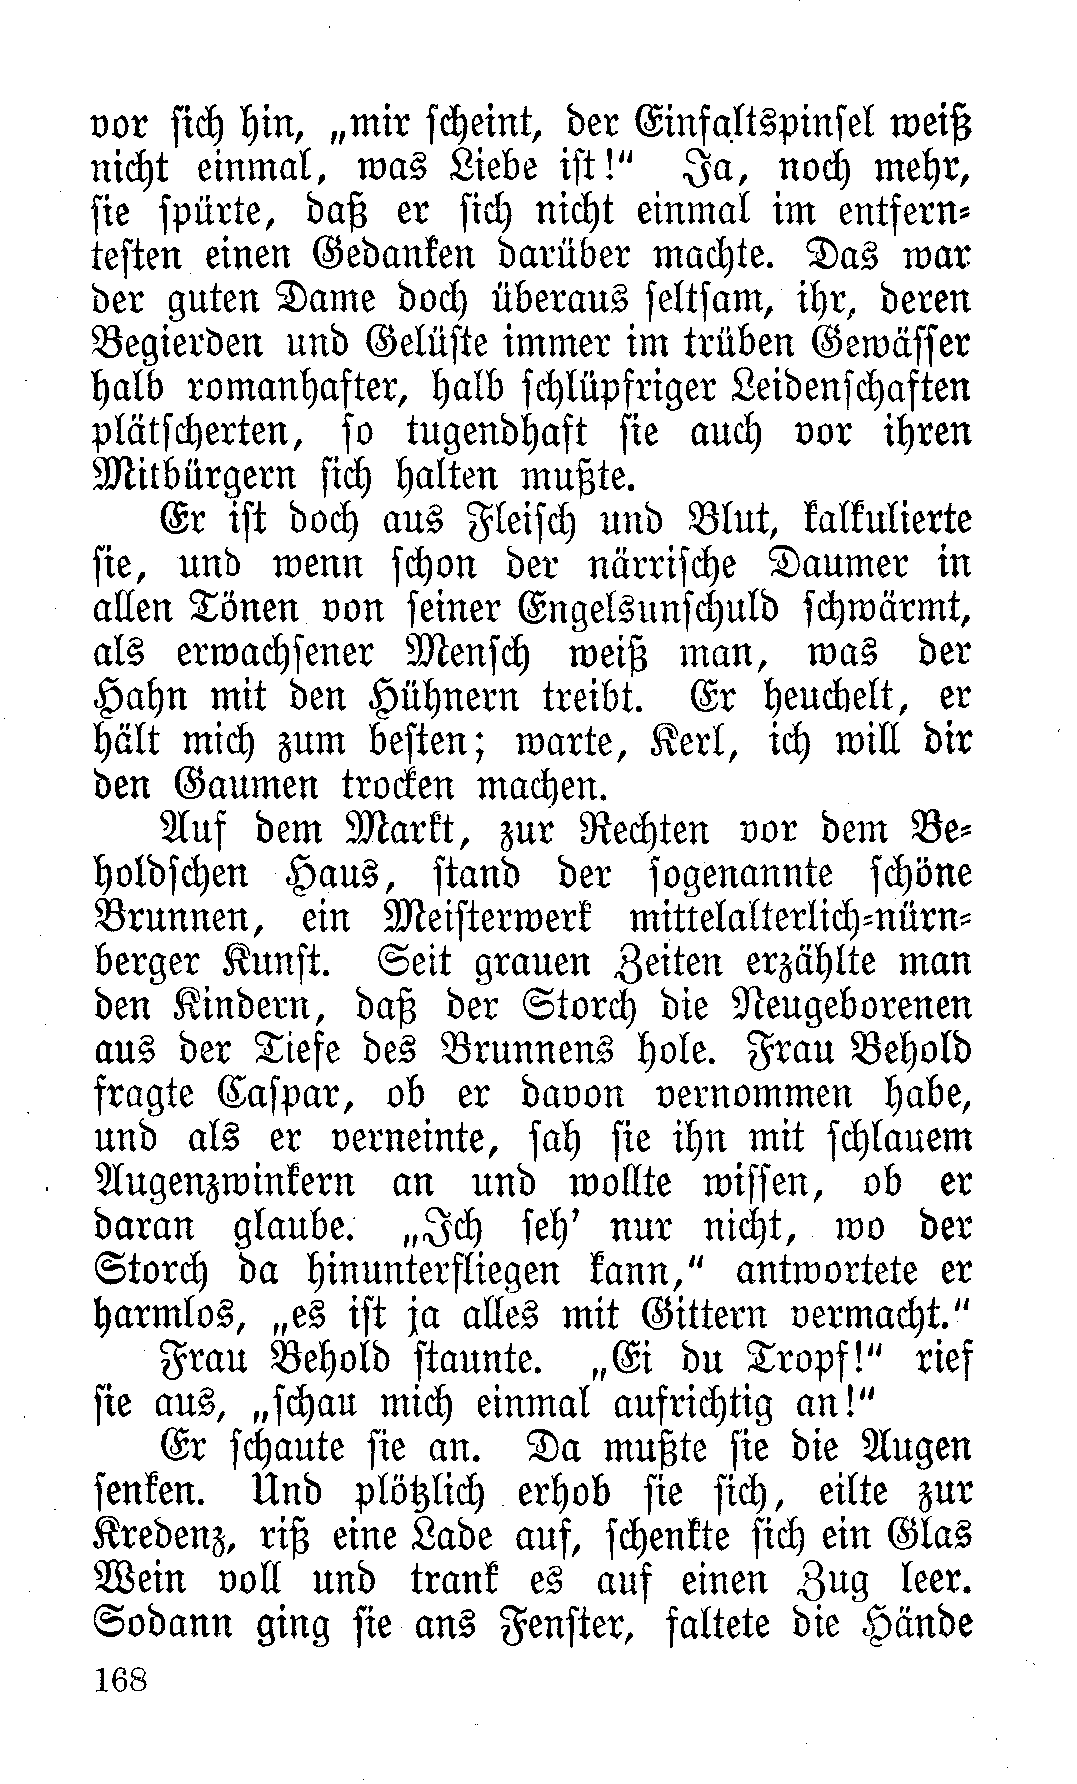 vor sich hin, „mir scheint, der Einfaltspinsel weiß
nicht einmal, was Liebe ist!“ Ja, noch mehr,
sie spürte, daß er sich nicht einmal im entfern-
testen einen Gedanken darüber machte. Das war
der guten Dame doch überaus seltsam, ihr, deren
Begierden und Gelüste immer im trüben Gewässer
halb romanhafter, halb schlüpfriger Leidenschaften
plätscherten, so tugendhaft sie auch vor ihren
Mitbürgern sich halten mußte.
Er ist doch aus Fleisch und Blut, kalkulierte
sie, und wenn schon der närrische Daumer in
allen Tönen von seiner Engelsunschuld schwärmt,
als erwachsener Mensch weiß man, was der
Hahn mit den Hühnern treibt. Er heuchelt, er
hält mich zum besten; warte, Kerl, ich will dir
den Gaumen trocken machen.
Auf dem Markt, zur Rechten vor dem Be-
holdschen Haus, stand der sogenannte schöne
Brunnen, ein Meisterwerk mittelalterlich-nürn-
berger Kunst. Seit grauen Zeiten erzählte man
den Kindern, daß der Storch die Neugeborenen
aus der Tiefe des Brunnens hole. Frau Behold
fragte Caspar, ob er davon vernommen habe,
und als er verneinte, sah sie ihn mit schlauem
Augenzwinkern an und wollte wissen, ob er
daran glaube. „Ich seh’ nur nicht, wo der
Storch da hinunterfliegen kann,“ antwortete er
harmlos, „es ist ja alles mit Gittern vermacht.“
Frau Behold staunte. „Ei du Tropf!“ rief
sie aus, „schau mich einmal aufrichtig an!“
Er schaute sie an. Da mußte sie die Augen
senken. Und plötzlich erhob sie sich, eilte zur
Kredenz, riß eine Lade auf, schenkte sich ein Glas
Wein voll und trank es auf einen Zug leer.
Sodann ging sie ans Fenster, faltete die Hände
168